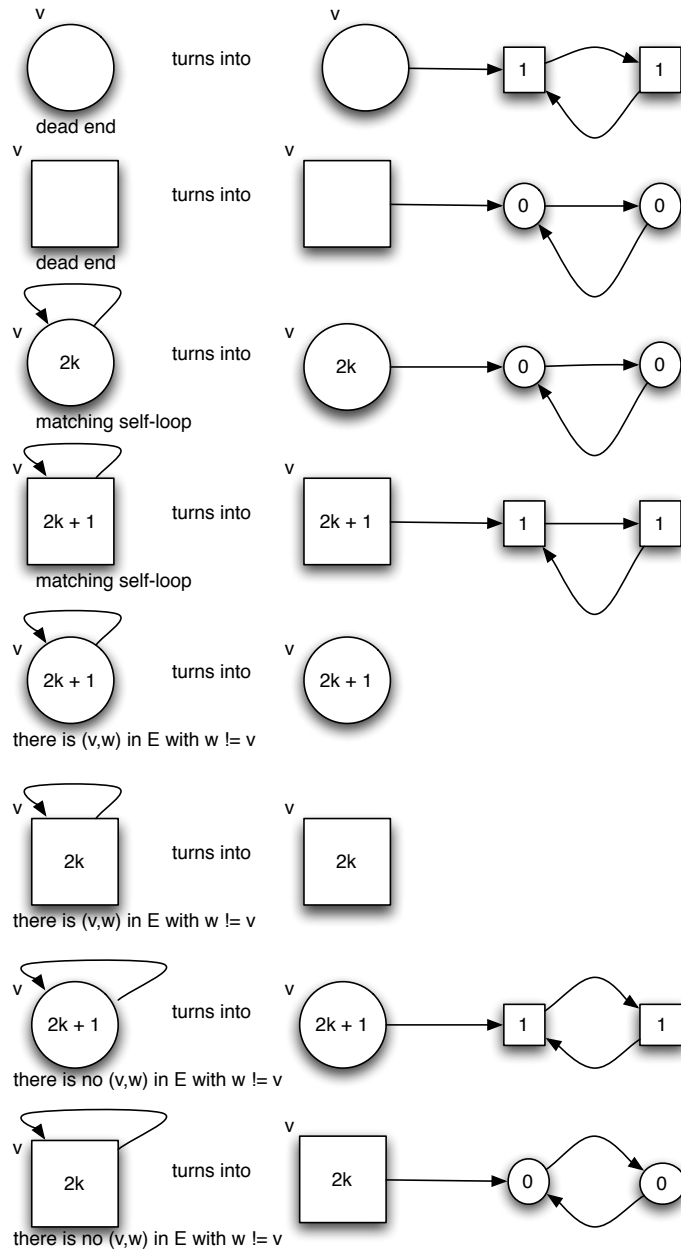 v
turns into
v
1
1
dead end
v
turns into
v
0
0
dead end
v
2k
turns into
v
2k
0
0
matching self-loop
v
2k + 1
turns into
v
2k + 1
1
1
matching self-loop
v
2k + 1
turns into
v
2k + 1
there is (v,w) in E with w != v
v
2k
turns into
v
2k
there is (v,w) in E with w != v
v
2k + 1
turns into
v
2k + 1
1
1
there is no (v,w) in E with w != v
v
2k
turns into
v
2k
0
0
there is no (v,w) in E with w != v